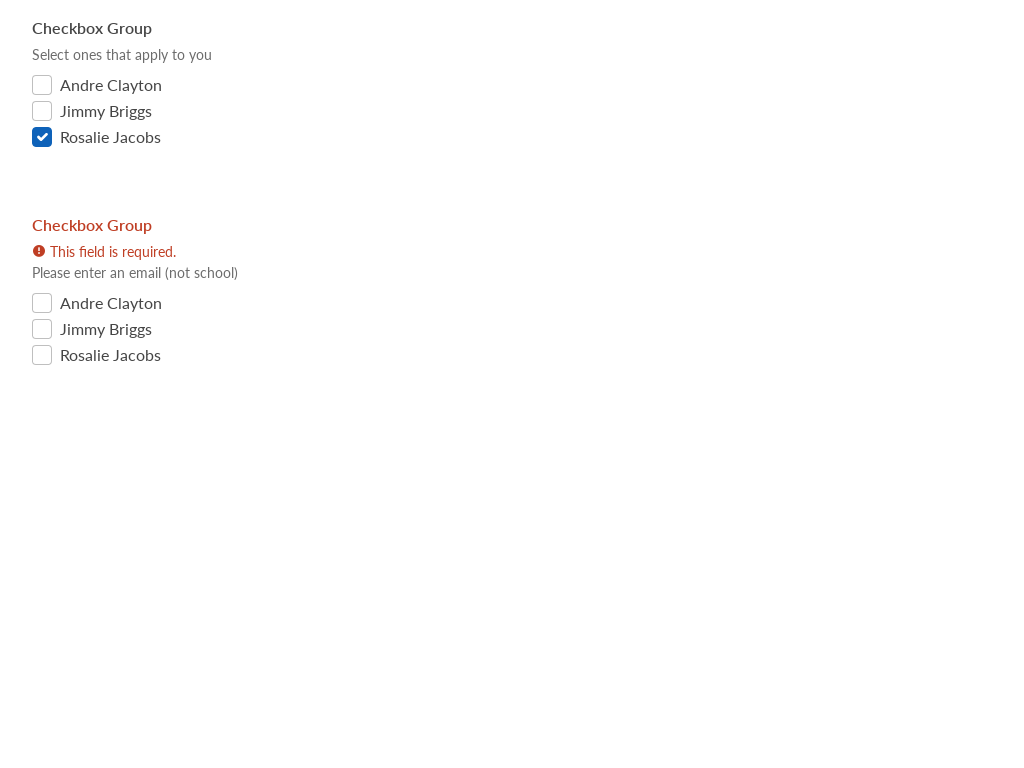 Checkbox Group
Select ones that apply to you
Andre Clayton
Jimmy Briggs
Rosalie Jacobs
Checkbox Group
This field is required.
Please enter an email (not school)
Andre Clayton
Jimmy Briggs
Rosalie Jacobs